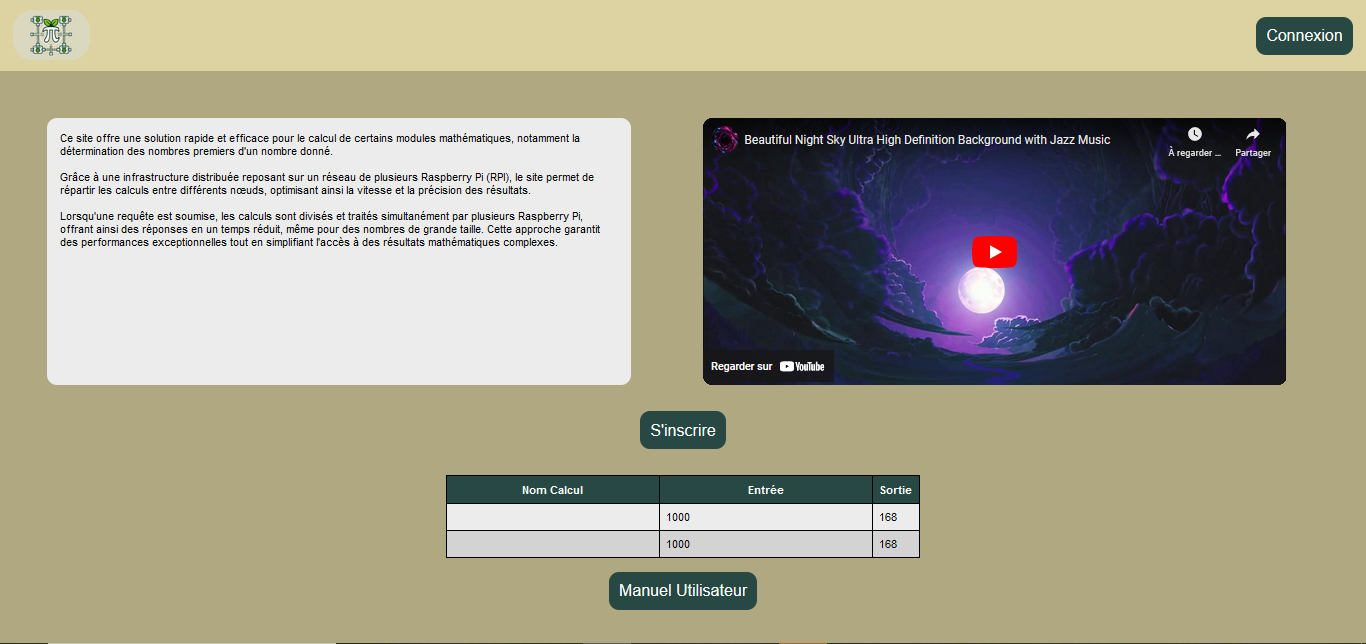 π
Connexion
Ce site offre une solution rapide et efficace pour le calcul de certains modules mathématiques, notamment la
détermination des nombres premiers d'un nombre donné.
Grâce à une infrastructure distribuée reposant sur un réseau de plusieurs Raspberry Pi (RPI), le site permet de
répartir les calculs entre différents nœuds, optimisant ainsi la vitesse et la précision des résultats.
Lorsqu'une requête est soumise, les calculs sont divisés et traités simultanément par plusieurs Raspberry Pi,
offrant ainsi des réponses en un temps réduit, même pour des nombres de grande taille. Cette approche garantit
des performances exceptionnelles tout en simplifiant l'accès à des résultats mathématiques complexes.
Beautiful Night Sky Ultra High Definition Background with Jazz Music
À regarder ...
Partager
Regarder sur YouTube
S'inscrire
Nom Calcul Entrée Sortie
1000 168
1000 168
Manuel Utilisateur